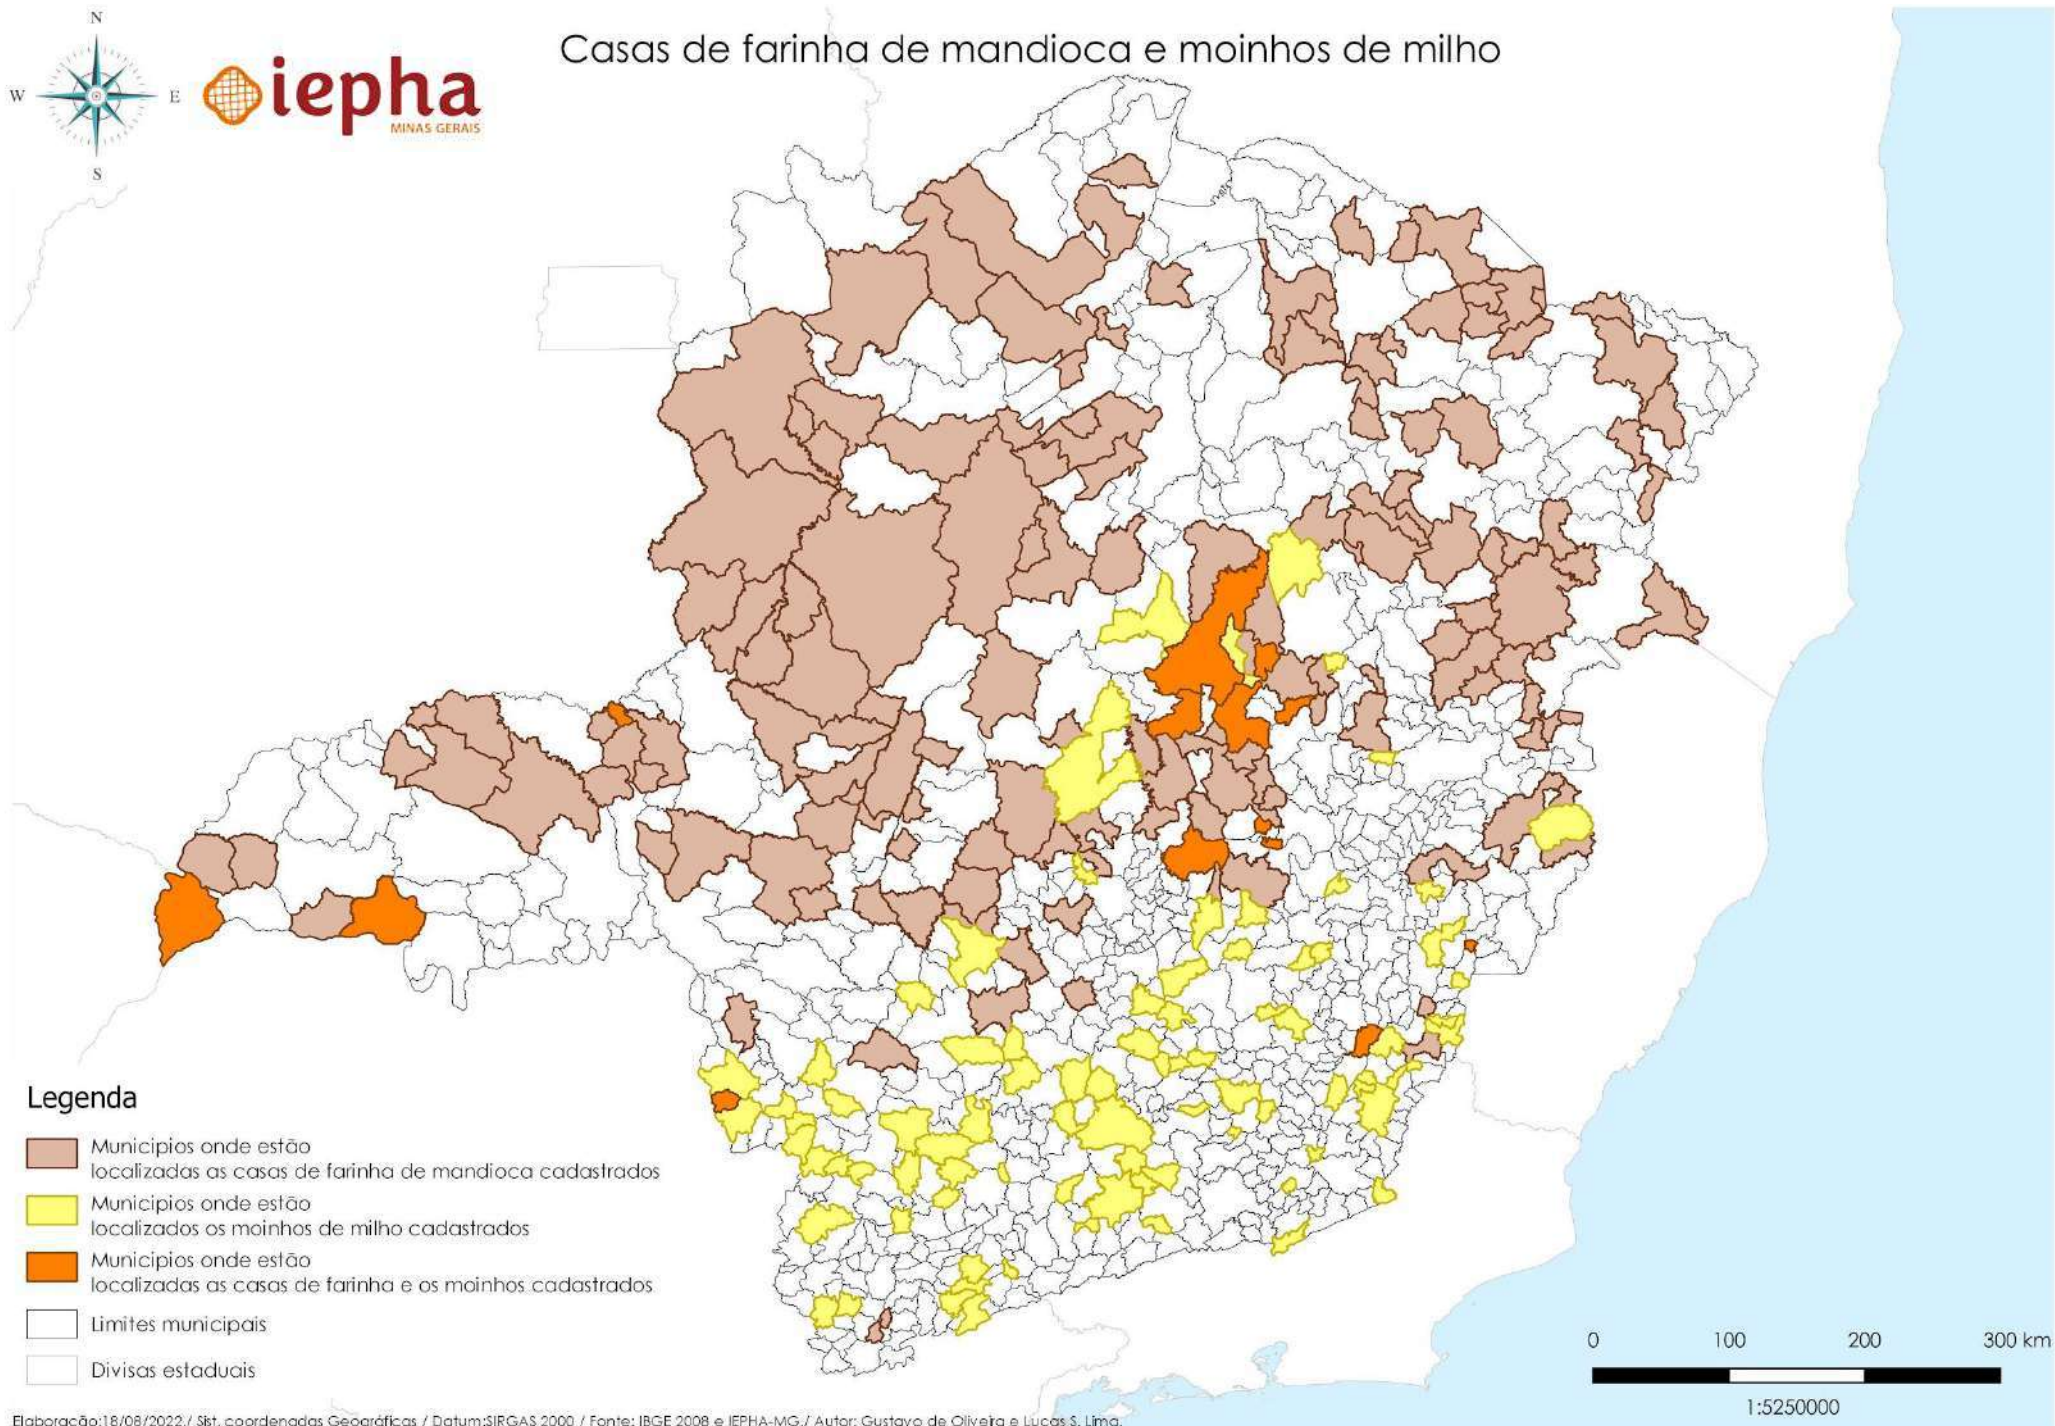 Casas de farinha de mandioca e moinhos de milho
N
W
E
S
iepha
MINAS GERAIS
Legenda
Municipios onde estão
localizadas as casas de farinha de mandioca cadastrados
Municipios onde estão
localizados os moinhos de milho cadastrados
Municipios onde estão
localizadas as casas de farinha e os moinhos cadastrados
Limites municipais
Divisas estaduais
0 100 200 300 km
1:5250000
Elaboração:18/08/2022./ Sist. coordenadas Geográficas / Datum:SIRGAS 2000 / Fonte: IBGE 2008 e IEPHA-MG./ Autor: Gustavo de Oliveira e Lucas S. Lima.